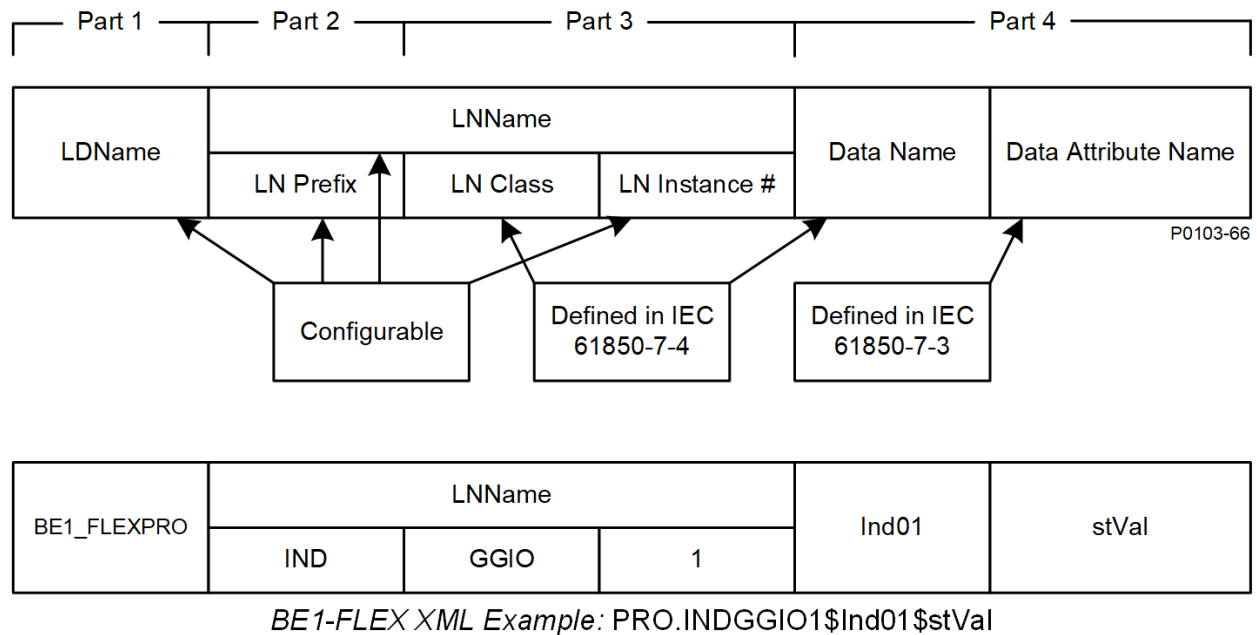 Part 1 Part 2 Part 3 Part 4
LDName
LNName
LN Prefix LN Class LN Instance #
Data Name
Data Attribute Name
P0103-66
Configurable
Defined in IEC
61850-7-4
Defined in IEC
61850-7-3
BE1_FLEXPRO
LNName
IND GGIO 1
Ind01
stVal
BE1-FLEX XML Example: PRO.INDGGIO1$Ind01$stVal